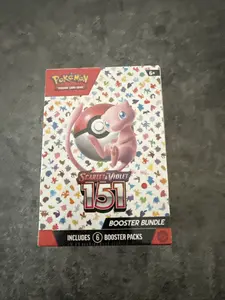 Pokémon
TRADING CARD GAME
6+
SCARLET & VIOLET
151
BOOSTER BUNDLE
INCLUDES 6 BOOSTER PACKS